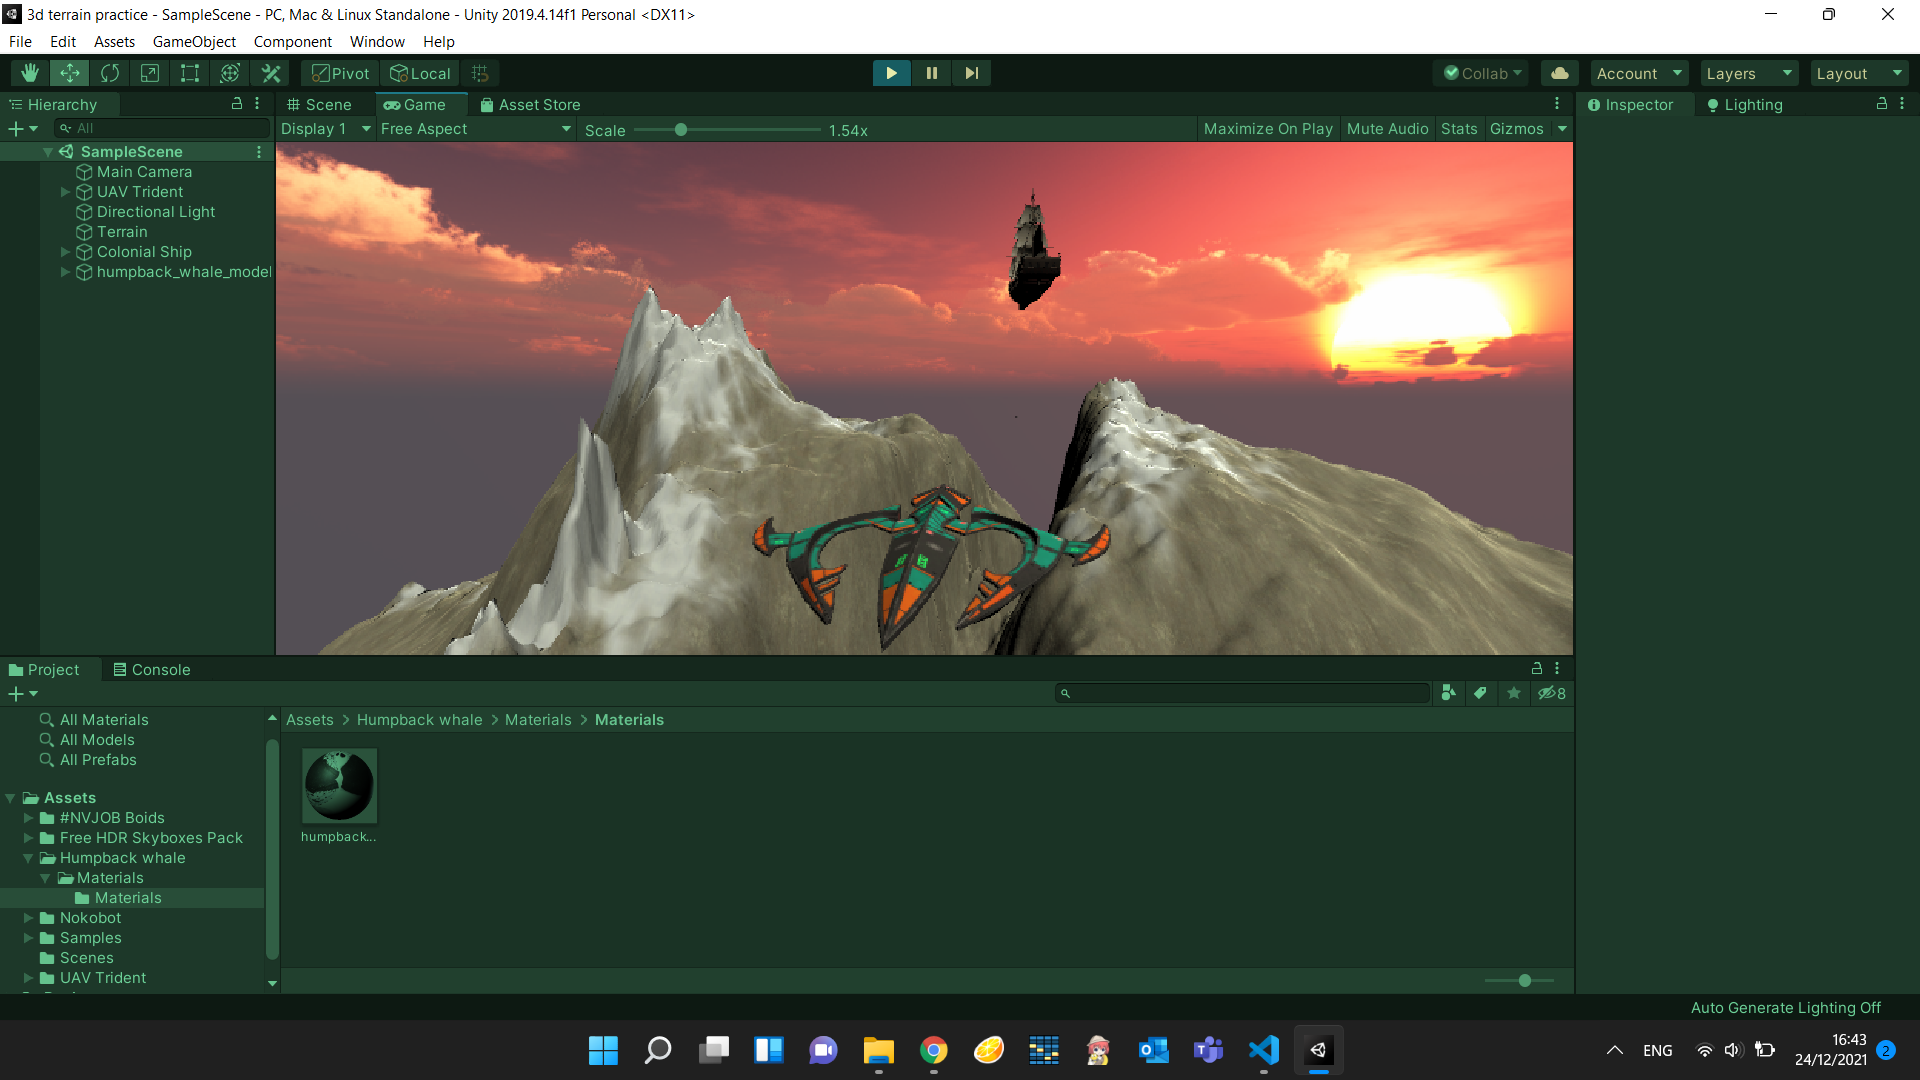 3d terrain practice - SampleScene - PC, Mac & Linux Standalone - Unity 2019.4.14f1 Personal <DX11>
File Edit Assets GameObject Component Window Help
Pivot Local Collab Account Layers Layout
Hierarchy Scene Game Asset Store Inspector Lighting
All Display 1 Free Aspect Scale 1.54x Maximize On Play Mute Audio Stats Gizmos
SampleScene
Main Camera
UAV Trident
Directional Light
Terrain
Colonial Ship
humpback_whale_model
Project Console
8
All Materials
All Models
All Prefabs
Assets
#NVJOB Boids
Free HDR Skyboxes Pack
Humpback whale
Materials
Materials
Nokobot
Samples
Scenes
UAV Trident
Assets > Humpback whale > Materials > Materials
humpback...
Auto Generate Lighting Off
ENG
16:43
24/12/2021
2